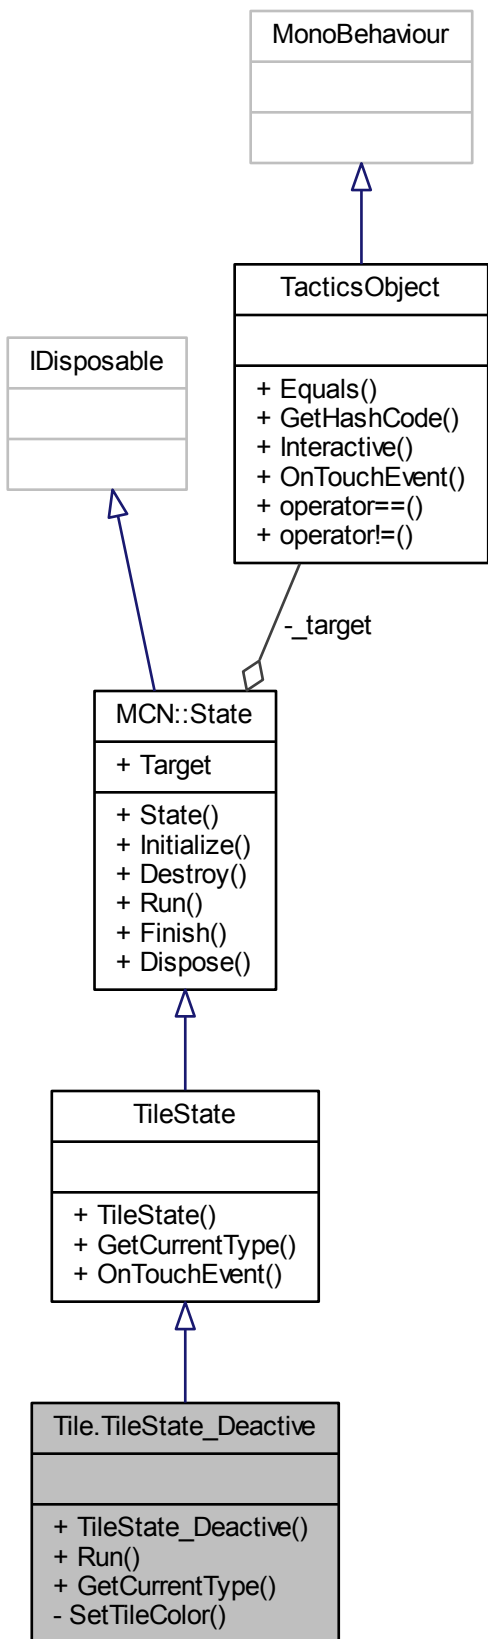 MonoBehaviour
TacticsObject
+ Equals()
+ GetHashCode()
+ Interactive()
+ OnTouchEvent()
+ operator==()
+ operator!=()
IDisposable
-_target
MCN::State
+ Target
+ State()
+ Initialize()
+ Destroy()
+ Run()
+ Finish()
+ Dispose()
TileState
+ TileState()
+ GetCurrentType()
+ OnTouchEvent()
Tile.TileState_Deactive
+ TileState_Deactive()
+ Run()
+ GetCurrentType()
- SetTileColor()